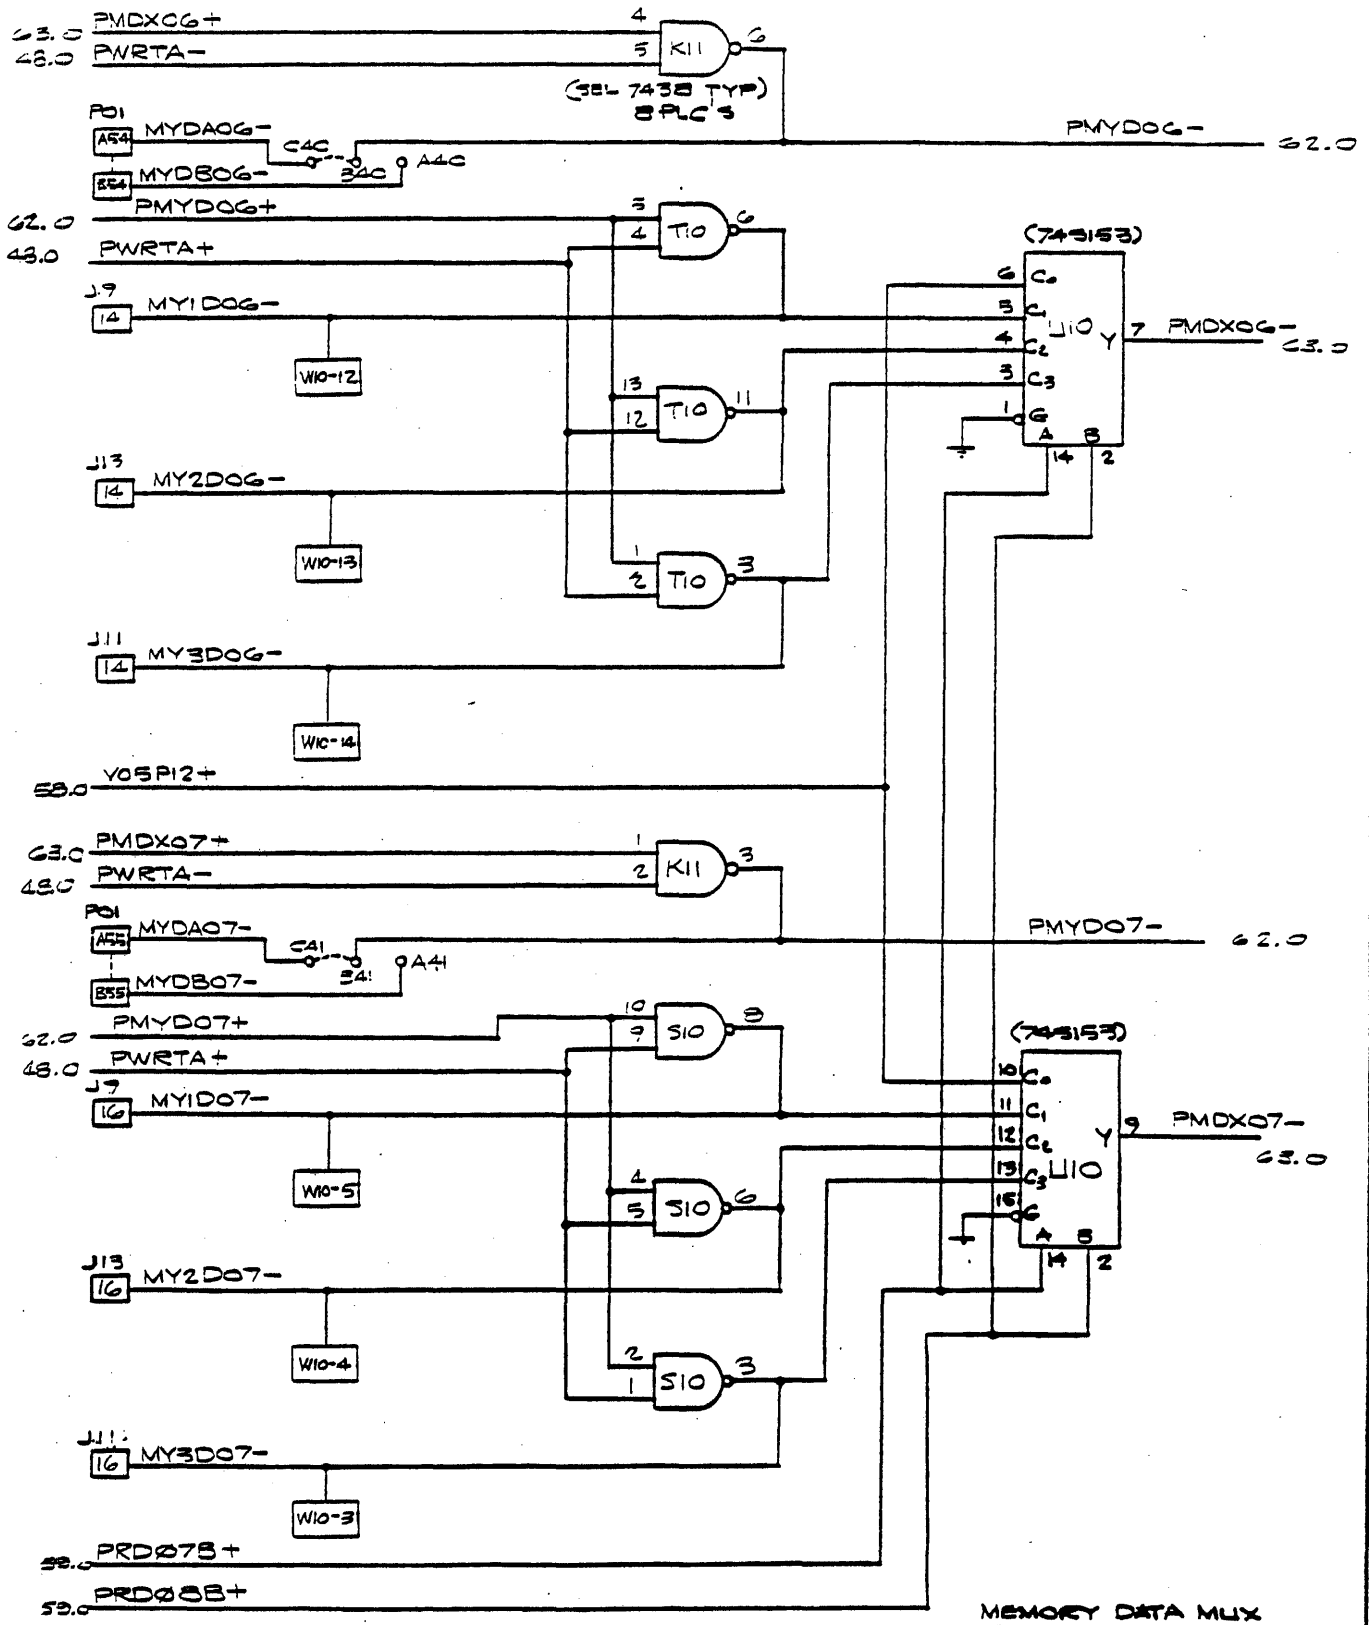 PMDX06+
63.0
PWRTA-
48.0
4
5
K11
6
(SEL 7438 TYP)
8 PLC'S
P01
A54
MYDA06-
C40
B40
A40
B54
MYDB06-
PMYD06-
62.0
PMYD06+
62.0
PWRTA+
48.0
5
4
T10
6
(74S153)
J9
14
MY1D06-
W10-12
6 C0
5 C1
4 C2
3 C3
1 G
U10
Y
7
PMDX06-
63.0
A
B
14
2
13
12
T10
11
J13
14
MY2D06-
W10-13
1
2
T10
3
J11
14
MY3D06-
W10-14
Y05P12+
58.0
PMDX07+
63.0
PWRTA-
48.0
1
2
K11
3
P01
A55
MYDA07-
C41
B41
A41
B55
MYDB07-
PMYD07-
62.0
PMYD07+
62.0
PWRTA+
48.0
10
9
S10
8
(74S153)
J9
16
MY1D07-
W10-5
10 C0
11 C1
12 C2
13 C3
15 G
U10
Y
9
PMDX07-
63.0
A
B
14
2
4
5
S10
6
J13
16
MY2D07-
W10-4
2
1
S10
3
J11
16
MY3D07-
W10-3
PRDØ7B+
PRDØ8B+
59.0
MEMORY DATA MUX